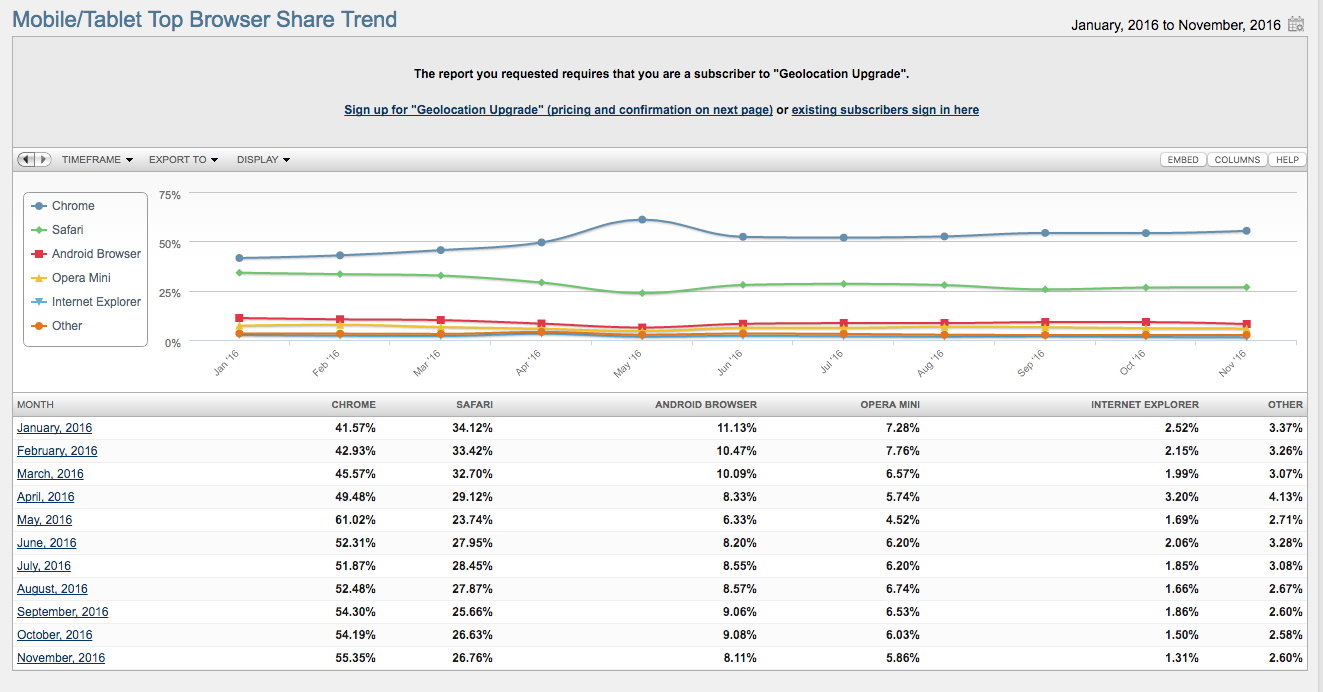 Mobile/Tablet Top Browser Share Trend
January, 2016 to November, 2016
The report you requested requires that you are a subscriber to "Geolocation Upgrade".
Sign up for "Geolocation Upgrade" (pricing and confirmation on next page) or existing subscribers sign in here
TIMEFRAME EXPORT TO DISPLAY EMBED COLUMNS HELP
Chrome
Safari
Android Browser
Opera Mini
Internet Explorer
Other
75%
50%
25%
0%
Jan '16 Feb '16 Mar '16 Apr '16 May '16 Jun '16 Jul '16 Aug '16 Sep '16 Oct '16 Nov '16
MONTH CHROME SAFARI ANDROID BROWSER OPERA MINI INTERNET EXPLORER OTHER
January, 2016 41.57% 34.12% 11.13% 7.28% 2.52% 3.37%
February, 2016 42.93% 33.42% 10.47% 7.76% 2.15% 3.26%
March, 2016 45.57% 32.70% 10.09% 6.57% 1.99% 3.07%
April, 2016 49.48% 29.12% 8.33% 5.74% 3.20% 4.13%
May, 2016 61.02% 23.74% 6.33% 4.52% 1.69% 2.71%
June, 2016 52.31% 27.95% 8.20% 6.20% 2.06% 3.28%
July, 2016 51.87% 28.45% 8.55% 6.20% 1.85% 3.08%
August, 2016 52.48% 27.87% 8.57% 6.74% 1.66% 2.67%
September, 2016 54.30% 25.66% 9.06% 6.53% 1.86% 2.60%
October, 2016 54.19% 26.63% 9.08% 6.03% 1.50% 2.58%
November, 2016 55.35% 26.76% 8.11% 5.86% 1.31% 2.60%